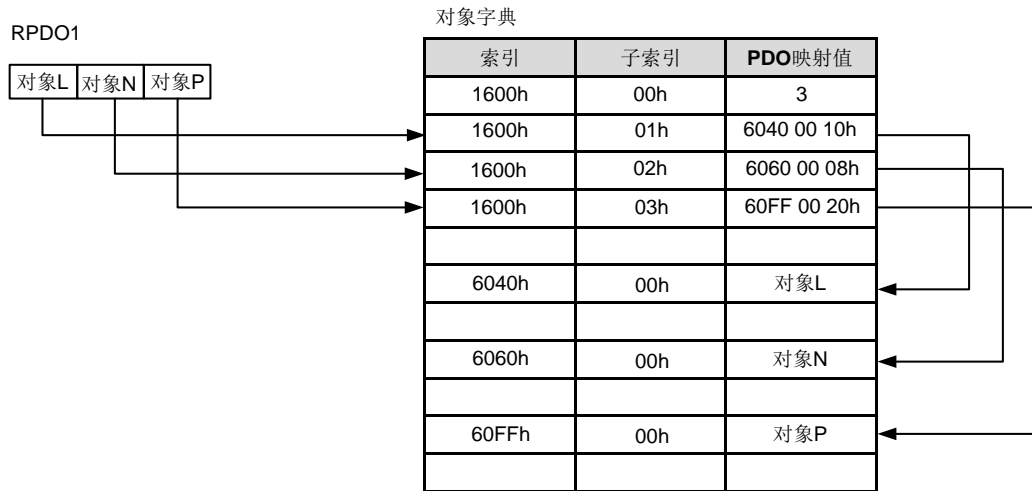 对象字典
RPDO1
对象L 对象N 对象P
索引 子索引 PDO映射值
1600h 00h 3
1600h 01h 6040 00 10h
1600h 02h 6060 00 08h
1600h 03h 60FF 00 20h
6040h 00h 对象L
6060h 00h 对象N
60FFh 00h 对象P